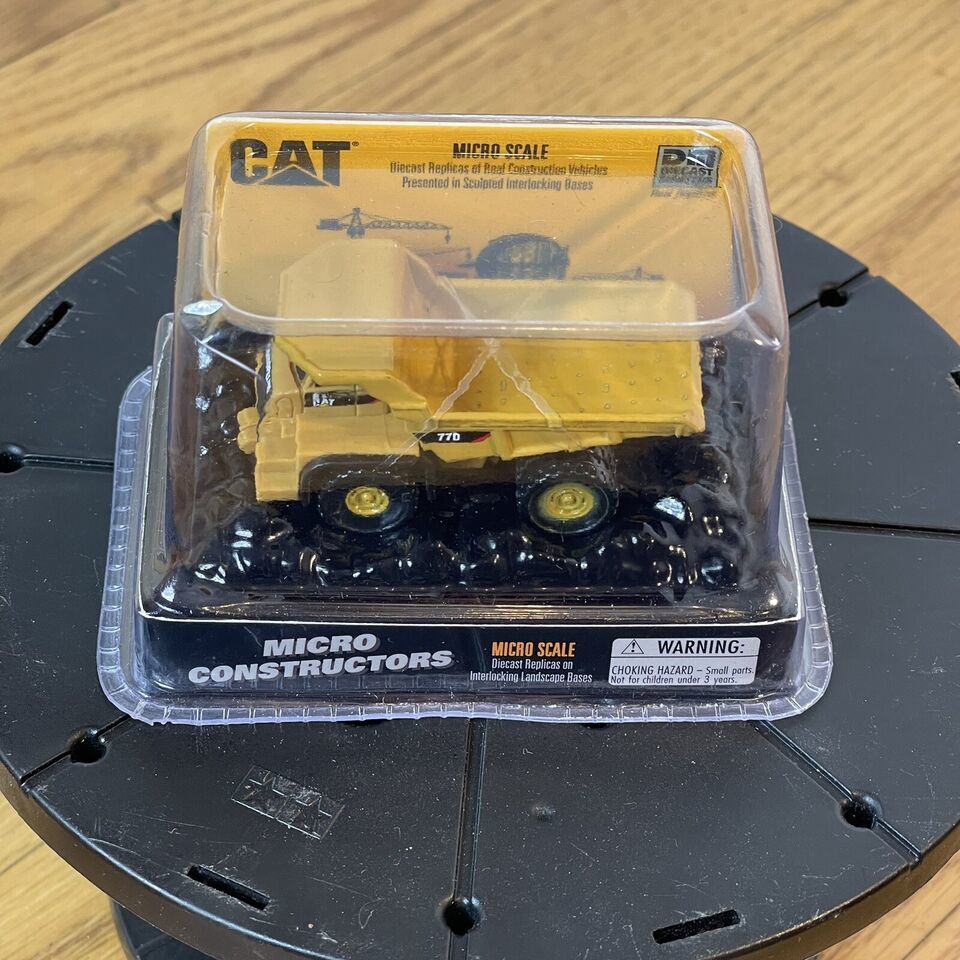 CAT®
MICRO SCALE
Diecast Replicas of Real Construction Vehicles
Presented in Sculpted Interlocking Bases
DIECAST
CAT
770
MICRO
CONSTRUCTORS
MICRO SCALE
Diecast Replicas on
Interlocking Landscape Bases
WARNING:
CHOKING HAZARD – Small parts.
Not for children under 3 years.